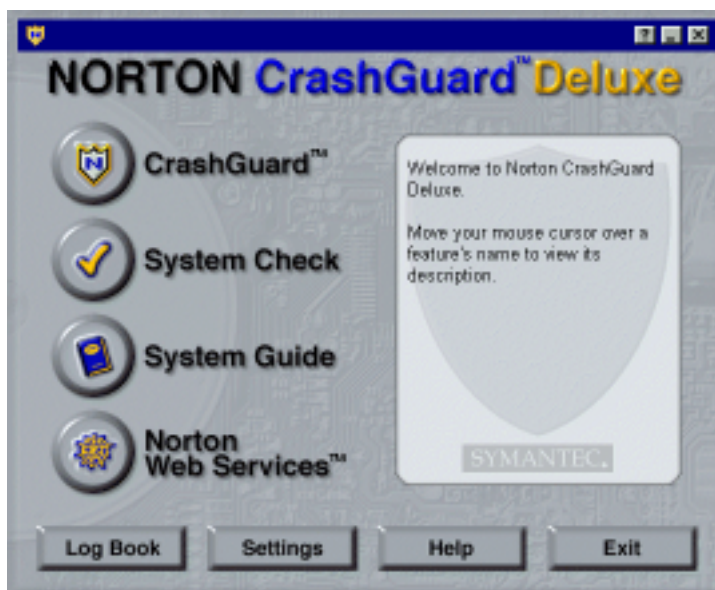 NORTON CrashGuard™ Deluxe
CrashGuard™
System Check
System Guide
Norton
Web Services™
Welcome to Norton CrashGuard
Deluxe.
Move your mouse cursor over a
feature's name to view its
description.
SYMANTEC.
Log Book
Settings
Help
Exit